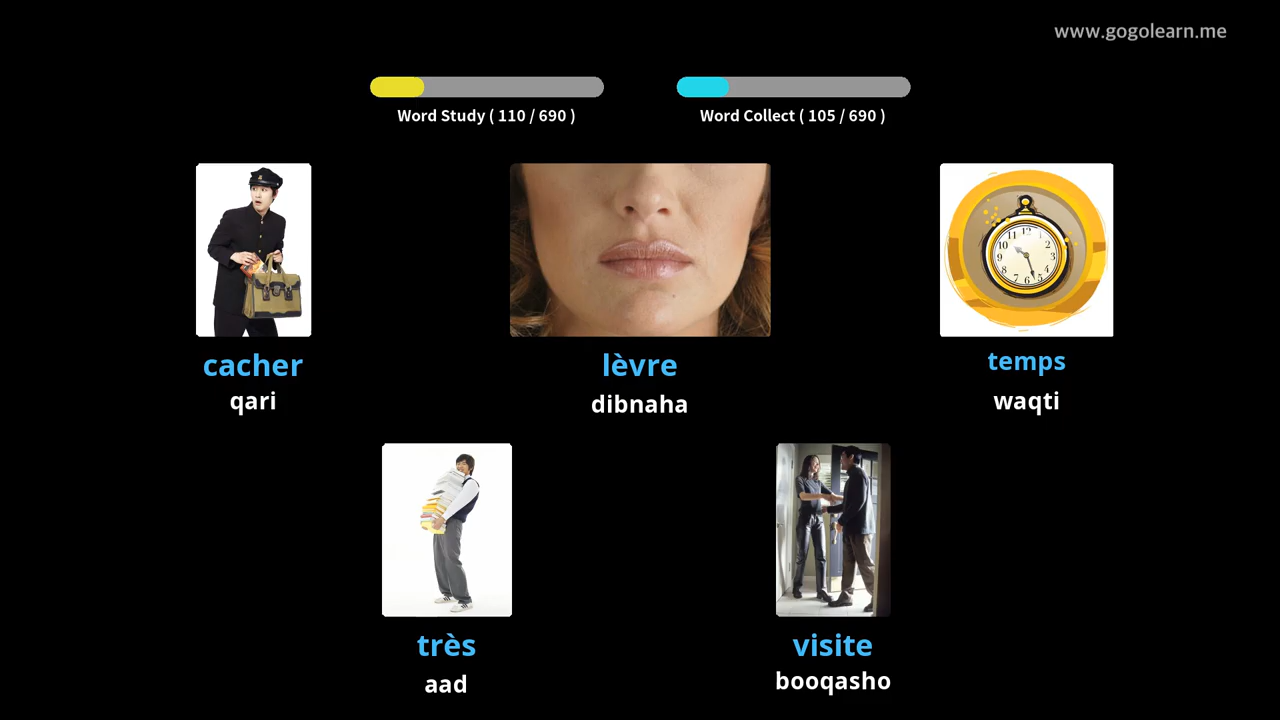 www.gogolearn.me
Word Study ( 110 / 690 )
Word Collect ( 105 / 690 )
cacher
qari
lèvre
dibnaha
temps
waqti
très
aad
visite
booqasho